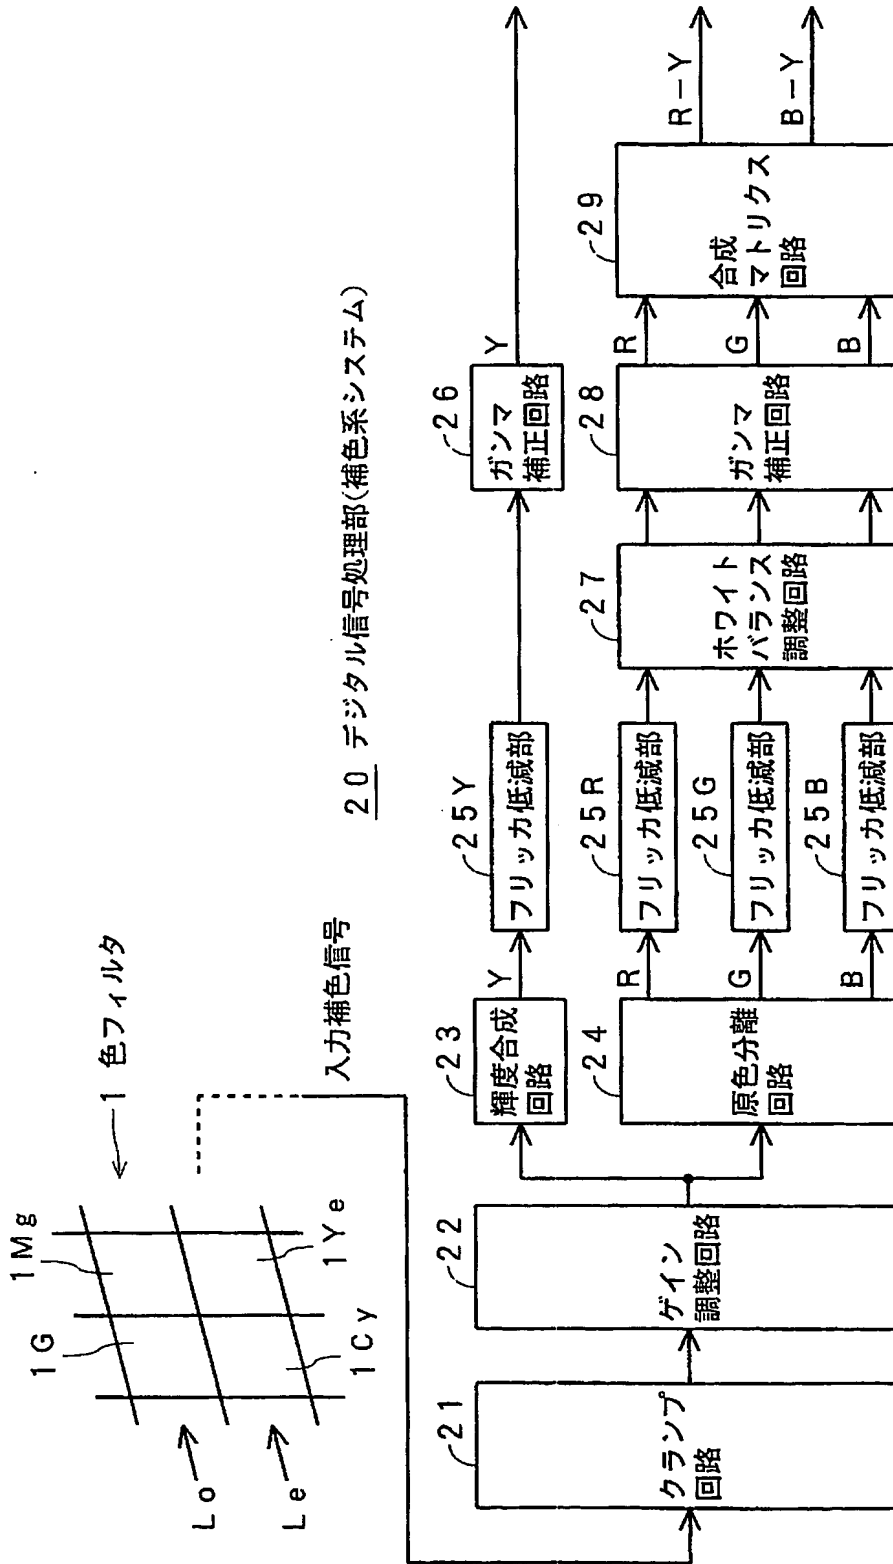 1Mg
1G
1 色フィルタ
Lo
Le
1Ye
1Cy
入力補色信号
20 デジタル信号処理部(補色系システム)
21
クランプ
回路
22
ゲイン
調整回路
23
輝度合成
回路
24
原色分離
回路
Y
R
G
B
25Y
フリッカ低減部
25R
フリッカ低減部
25G
フリッカ低減部
25B
フリッカ低減部
26
ガンマ
補正回路
27
ホワイト
バランス
調整回路
28
ガンマ
補正回路
Y
R
G
B
29
合成
マトリクス
回路
R−Y
B−Y